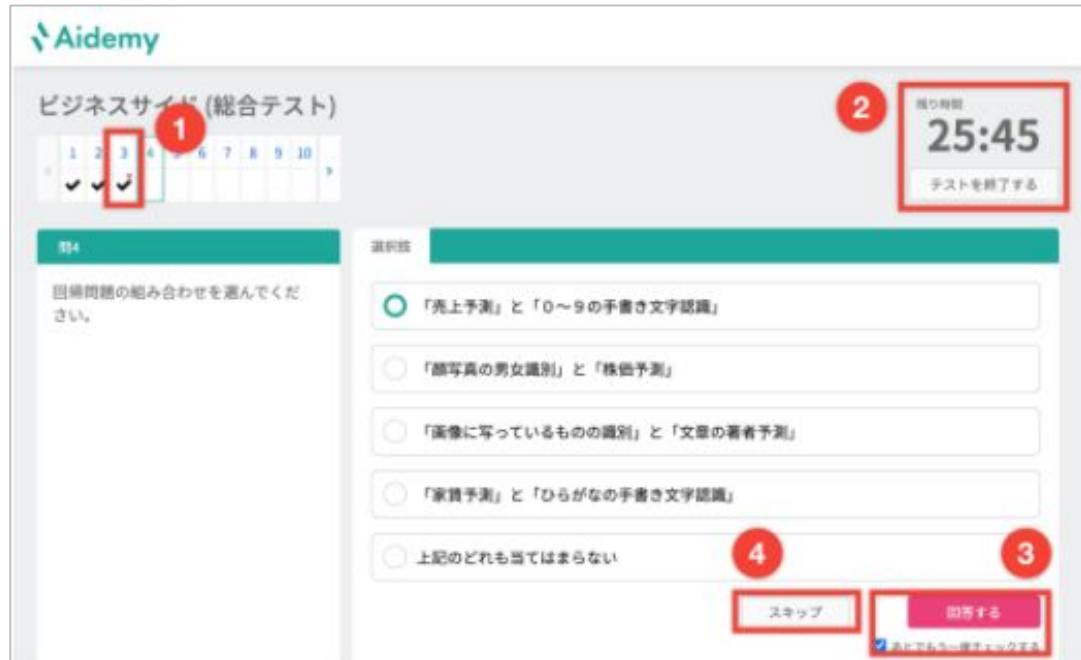 Aidemy
ビジネスサイド (総合テスト)
1
2
残り時間
25:45
テストを終了する
1 2 3 4 5 6 7 8 9 10
問4
選択肢
回帰問題の組み合わせを選んでくだ
さい。
「売上予測」と「0～9の手書き文字認識」
「顔写真の男女識別」と「株価予測」
「画像に写っているものの識別」と「文章の著者予測」
「家賃予測」と「ひらがなの手書き文字認識」
上記のどれも当てはまらない
4
3
スキップ
回答する
あとでもう一度チェックする